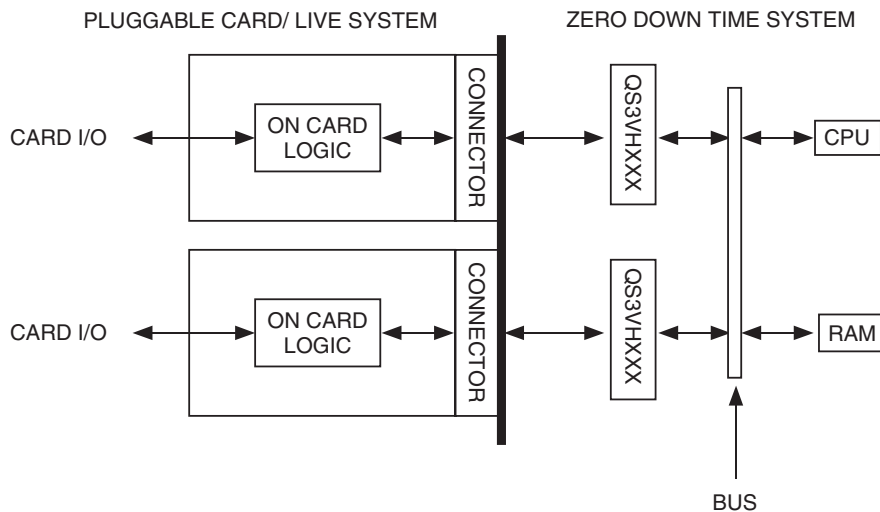 PLUGGABLE CARD/ LIVE SYSTEM
ZERO DOWN TIME SYSTEM
CARD I/O
ON CARD
LOGIC
CONNECTOR
QS3VHXXX
CPU
CARD I/O
ON CARD
LOGIC
CONNECTOR
QS3VHXXX
RAM
BUS